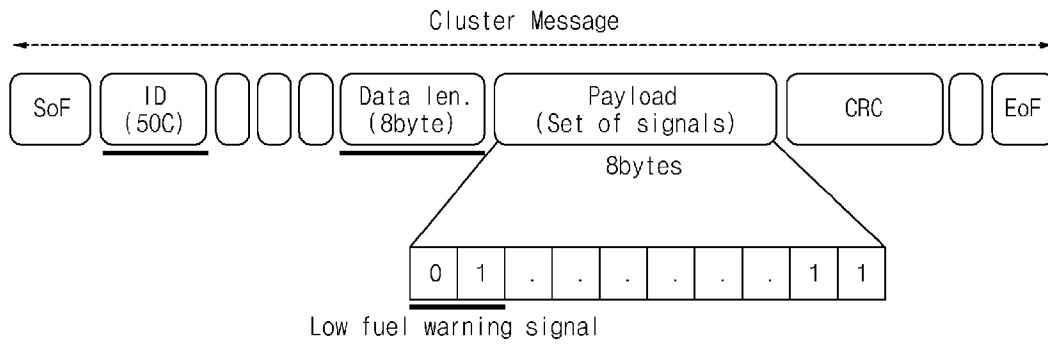 Cluster Message
SoF
ID
(50C)
Data len.
(8byte)
Payload
(Set of signals)
CRC
EoF
8bytes
0 1 . . . . . . 1 1
Low fuel warning signal